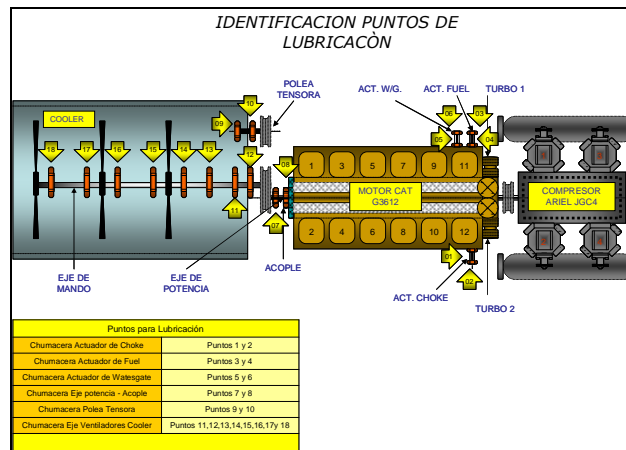 IDENTIFICACION PUNTOS DE
LUBRICACÒN
POLEA
TENSORA
ACT. W/G.
ACT. FUEL
TURBO 1
COOLER
10
09
06
03
05
04
18
17
16
15
14
13
12
08
11
07
1
3
5
7
9
11
MOTOR CAT
G3612
2
4
6
8
10
12
COMPRESOR
ARIEL JGC4
01
02
EJE DE
MANDO
EJE DE
POTENCIA
ACOPLE
ACT. CHOKE
TURBO 2
Puntos para Lubricación
Chumacera Actuador de Choke Puntos 1 y 2
Chumacera Actuador de Fuel Puntos 3 y 4
Chumacera Actuador de Watesgate Puntos 5 y 6
Chumacera Eje potencia - Acople Puntos 7 y 8
Chumacera Polea Tensora Puntos 9 y 10
Chumacera Eje Ventiladores Cooler Puntos 11,12,13,14,15,16,17y 18